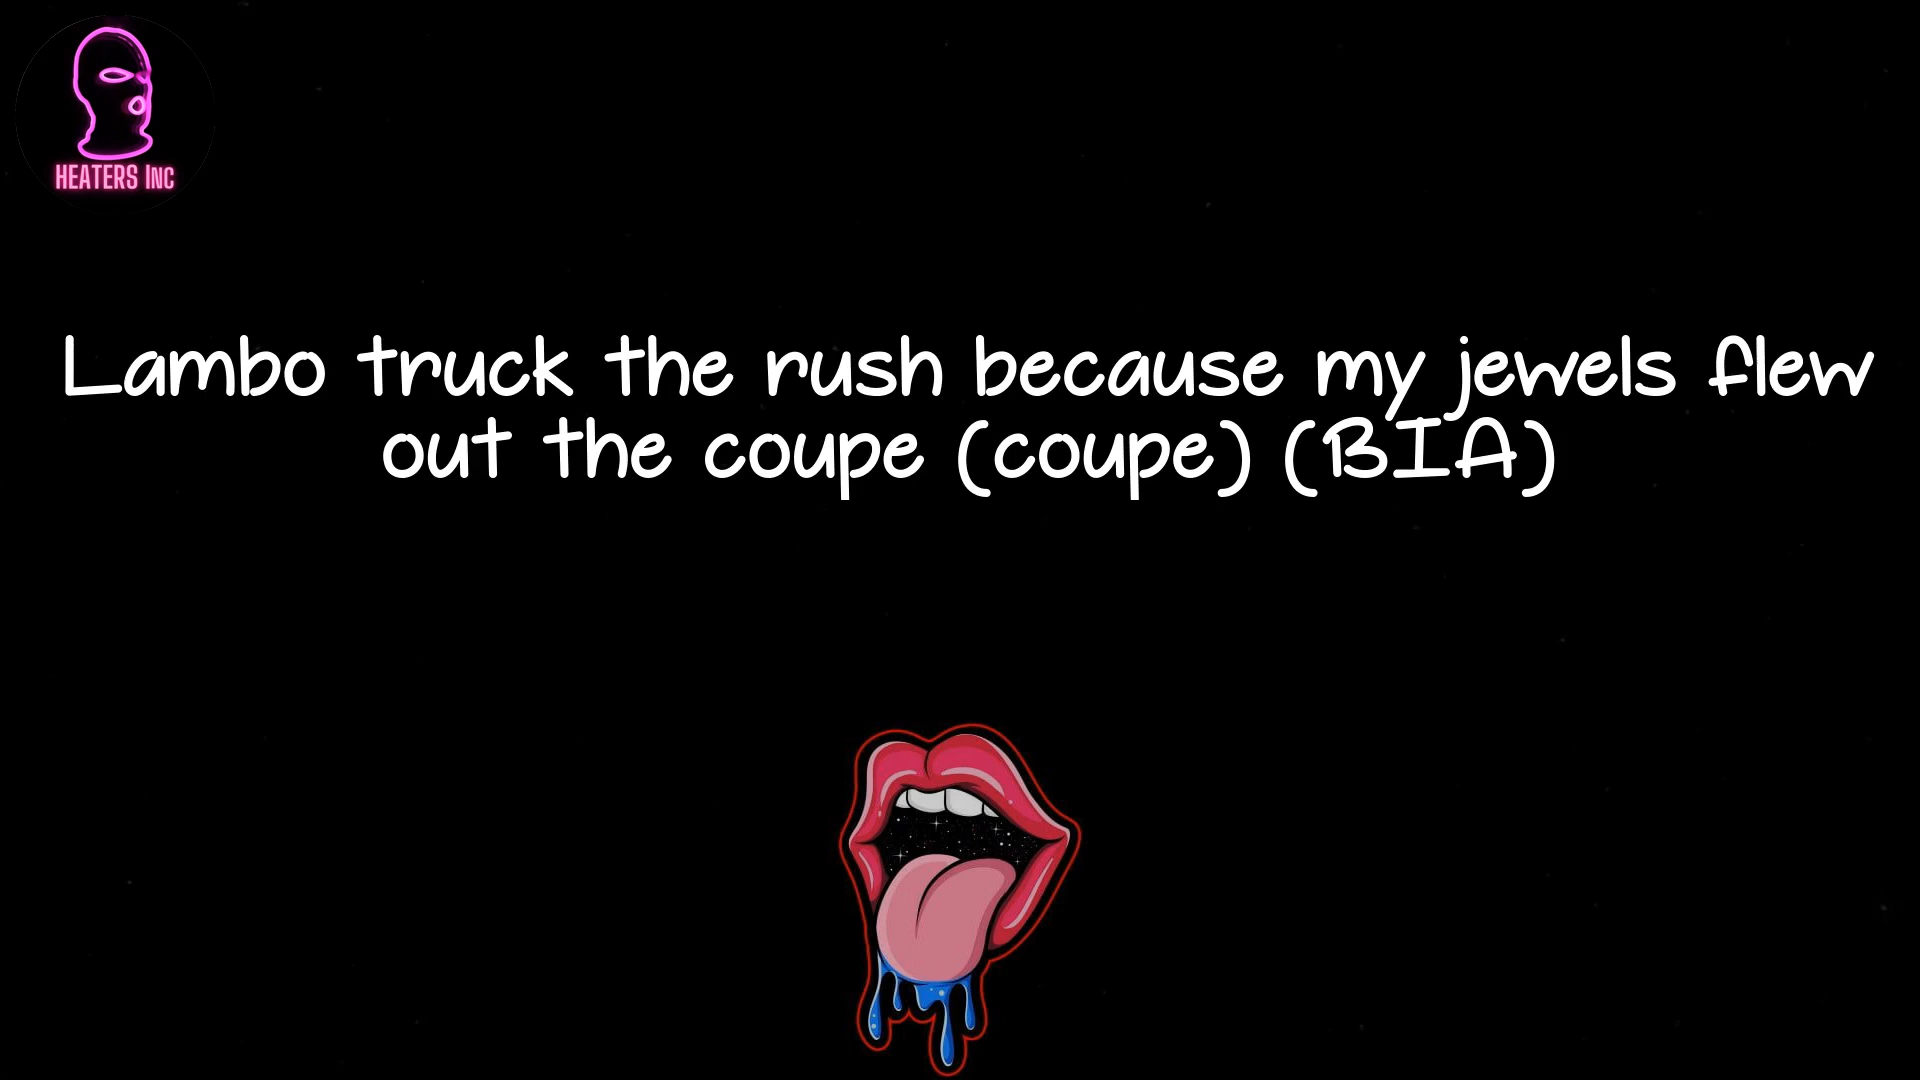 HEATERS INC
Lambo truck the rush because my jewels flew
out the coupe (coupe) (BIA)